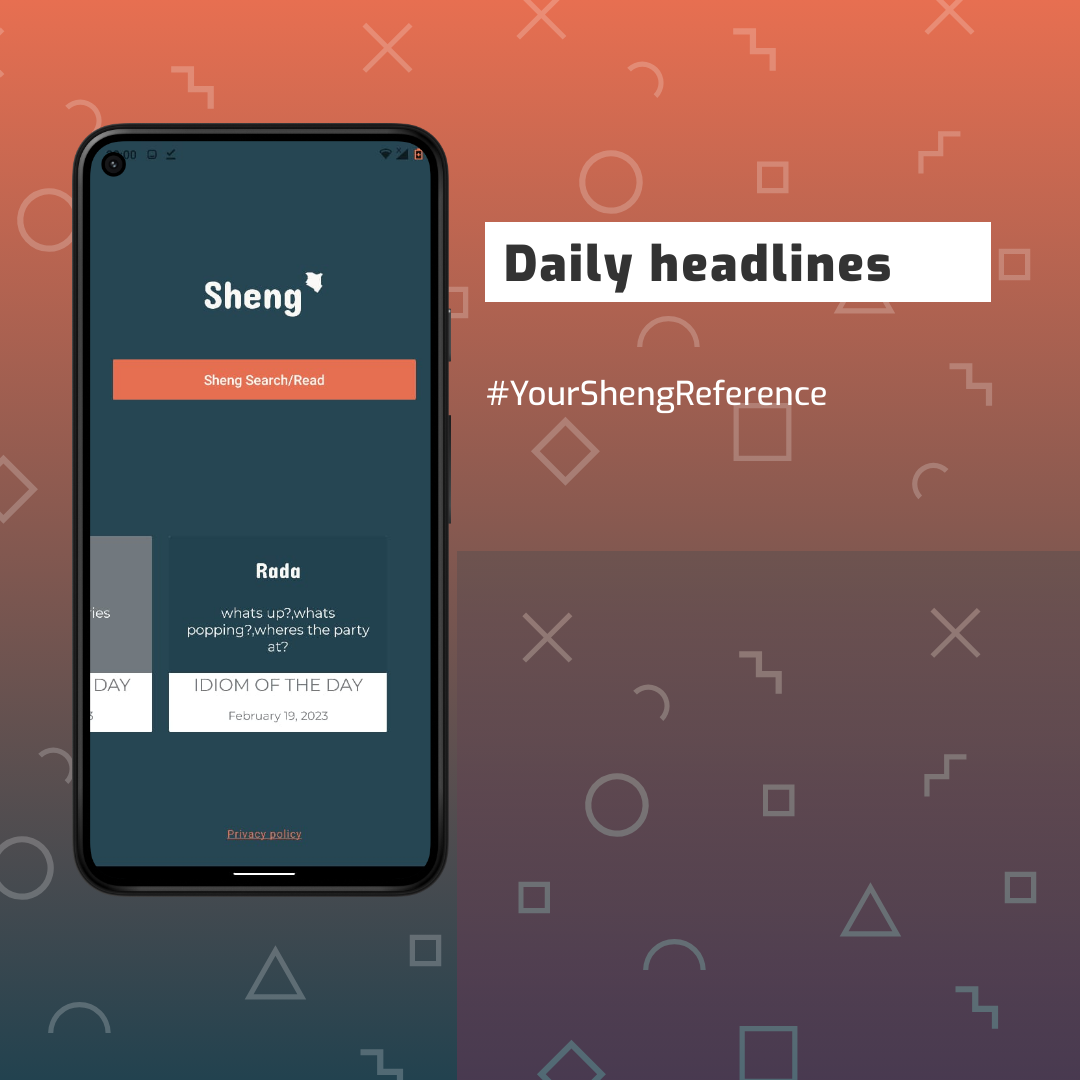 Sheng
Sheng Search/Read
ies
DAY
Rada
whats up?,whats
popping?,wheres the party
at?
IDIOM OF THE DAY
February 19, 2023
Privacy policy
Daily headlines
#YourShengReference